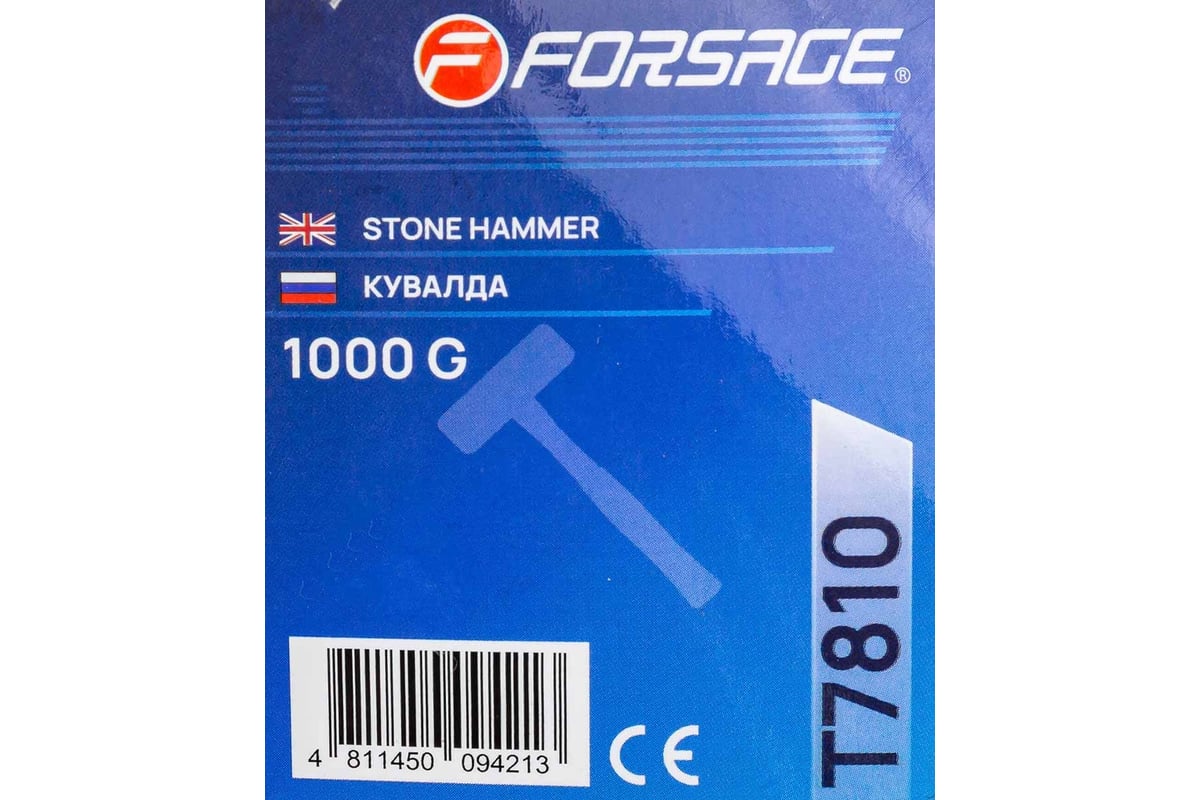 F FORSAGE®
STONE HAMMER
КУВАЛДА
1000 G
T7810
4 811450 094213
CE